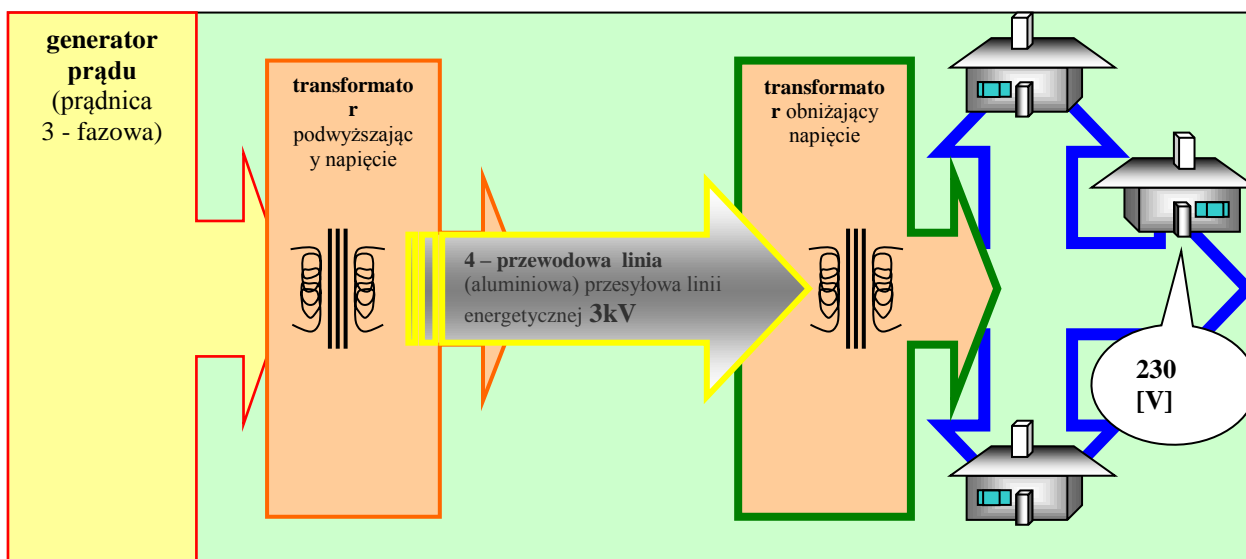 generator
prądu
(prądnica
3 - fazowa)
transformato
r
podwyższając
y napięcie
4 – przewodowa linia
(aluminiowa) przesyłowa linii
energetycznej 3kV
transformato
r obniżający
napięcie
230
[V]